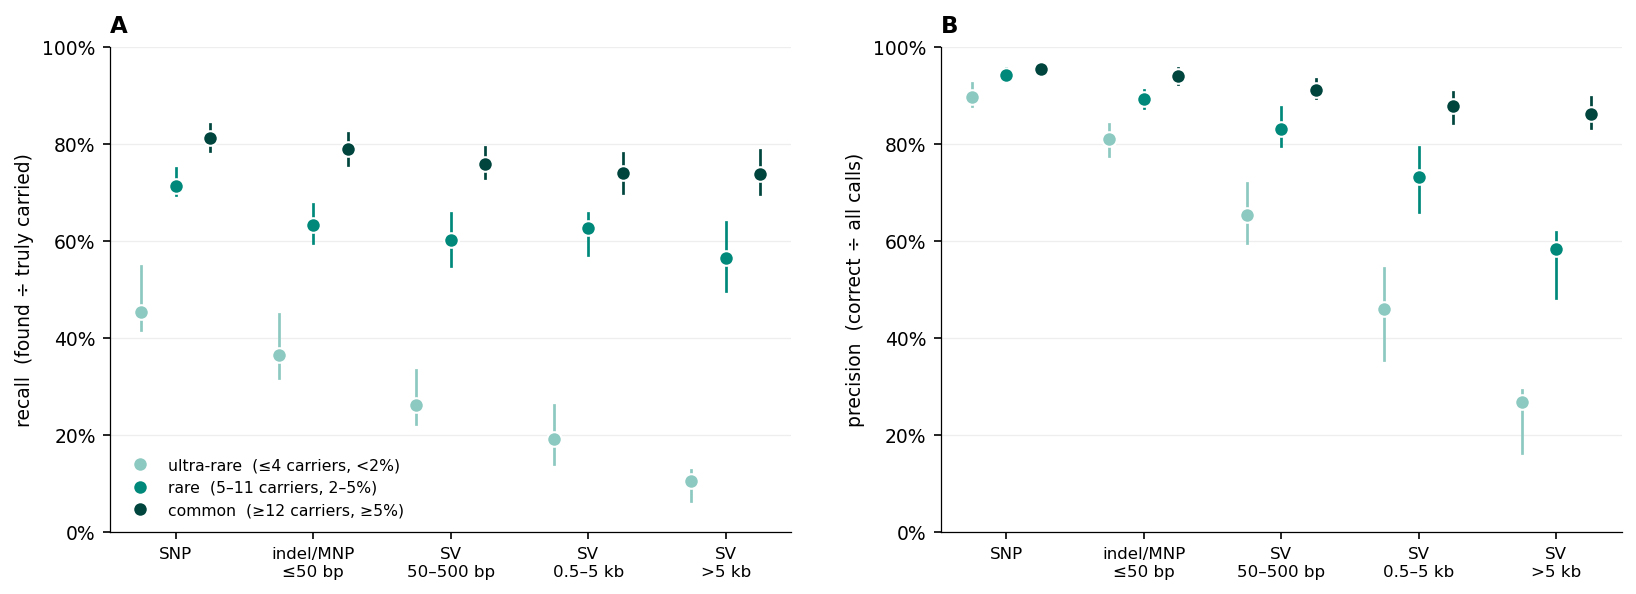 A
recall (found ÷ truly carried)
100%
80%
60%
40%
20%
0%
ultra-rare (≤4 carriers, <2%)
rare (5–11 carriers, 2–5%)
common (≥12 carriers, ≥5%)
SNP
indel/MNP
≤50 bp
SV
50–500 bp
SV
0.5–5 kb
SV
>5 kb
B
precision (correct ÷ all calls)
100%
80%
60%
40%
20%
0%
SNP
indel/MNP
≤50 bp
SV
50–500 bp
SV
0.5–5 kb
SV
>5 kb